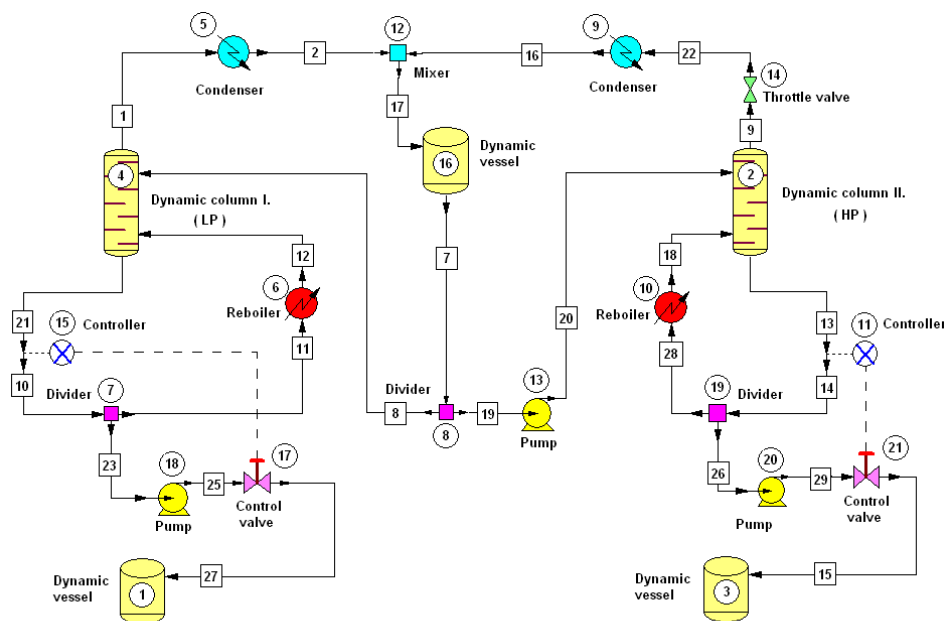 5
2
12
16
9
22
14
Condenser
Mixer
Condenser
Throttle valve
17
1
9
Dynamic
vessel
16
4
2
Dynamic column I.
( LP )
Dynamic column II.
( HP )
12
7
18
6
Reboiler
10
Reboiler
20
21
15
Controller
11
28
13
11
Controller
10
14
Divider
7
8
Divider
8
19
13
Pump
19
Divider
23
18
25
17
Pump
Control
valve
26
20
29
21
Pump
Control
valve
Dynamic
vessel
1
27
Dynamic
vessel
3
15